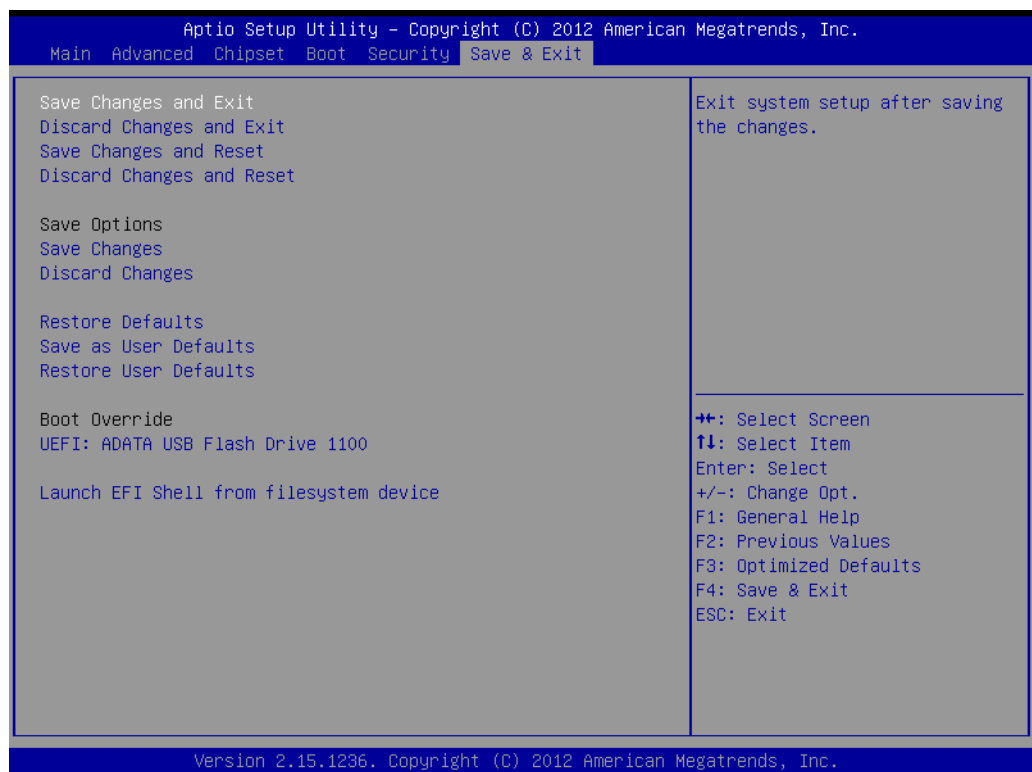 Aptio Setup Utility – Copyright (C) 2012 American Megatrends, Inc.
Main Advanced Chipset Boot Security Save & Exit
Save Changes and Exit
Discard Changes and Exit
Save Changes and Reset
Discard Changes and Reset
Save Options
Save Changes
Discard Changes
Restore Defaults
Save as User Defaults
Restore User Defaults
Boot Override
UEFI: ADATA USB Flash Drive 1100
Launch EFI Shell from filesystem device
Exit system setup after saving
the changes.
→←: Select Screen
↑↓: Select Item
Enter: Select
+/-: Change Opt.
F1: General Help
F2: Previous Values
F3: Optimized Defaults
F4: Save & Exit
ESC: Exit
Version 2.15.1236. Copyright (C) 2012 American Megatrends, Inc.